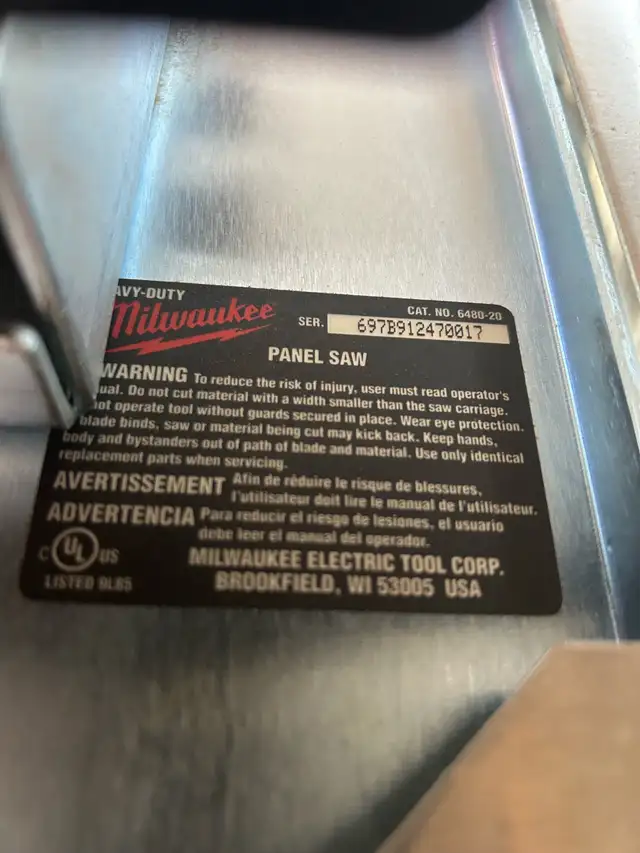 AVY-DUTY
Milwaukee
CAT. NO. 6480-20
SER. 697B912470017
PANEL SAW
WARNING To reduce the risk of injury, user must read operator's
ual. Do not cut material with a width smaller than the saw carriage.
not operate tool without guards secured in place. Wear eye protection.
blade binds, saw or material being cut may kick back. Keep hands,
body and bystanders out of path of blade and material. Use only identical
replacement parts when servicing.
AVERTISSEMENT Afin de réduire le risque de blessures,
l'utilisateur doit lire le manual de l'utilisateur.
ADVERTENCIA Para reducir el riesgo de lesiones, el usuario
debe leer el manual del operador.
C UL US
LISTED 9L85
MILWAUKEE ELECTRIC TOOL CORP.
BROOKFIELD, WI 53005 USA